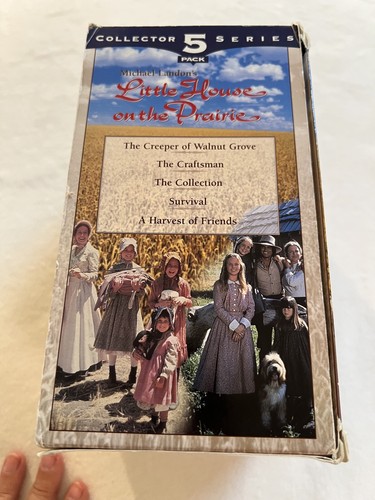 COLLECTOR 5 SERIES
PACK
Michael Landon's
Little House
on the Prairie
The Creeper of Walnut Grove
The Craftsman
The Collection
Survival
A Harvest of Friends